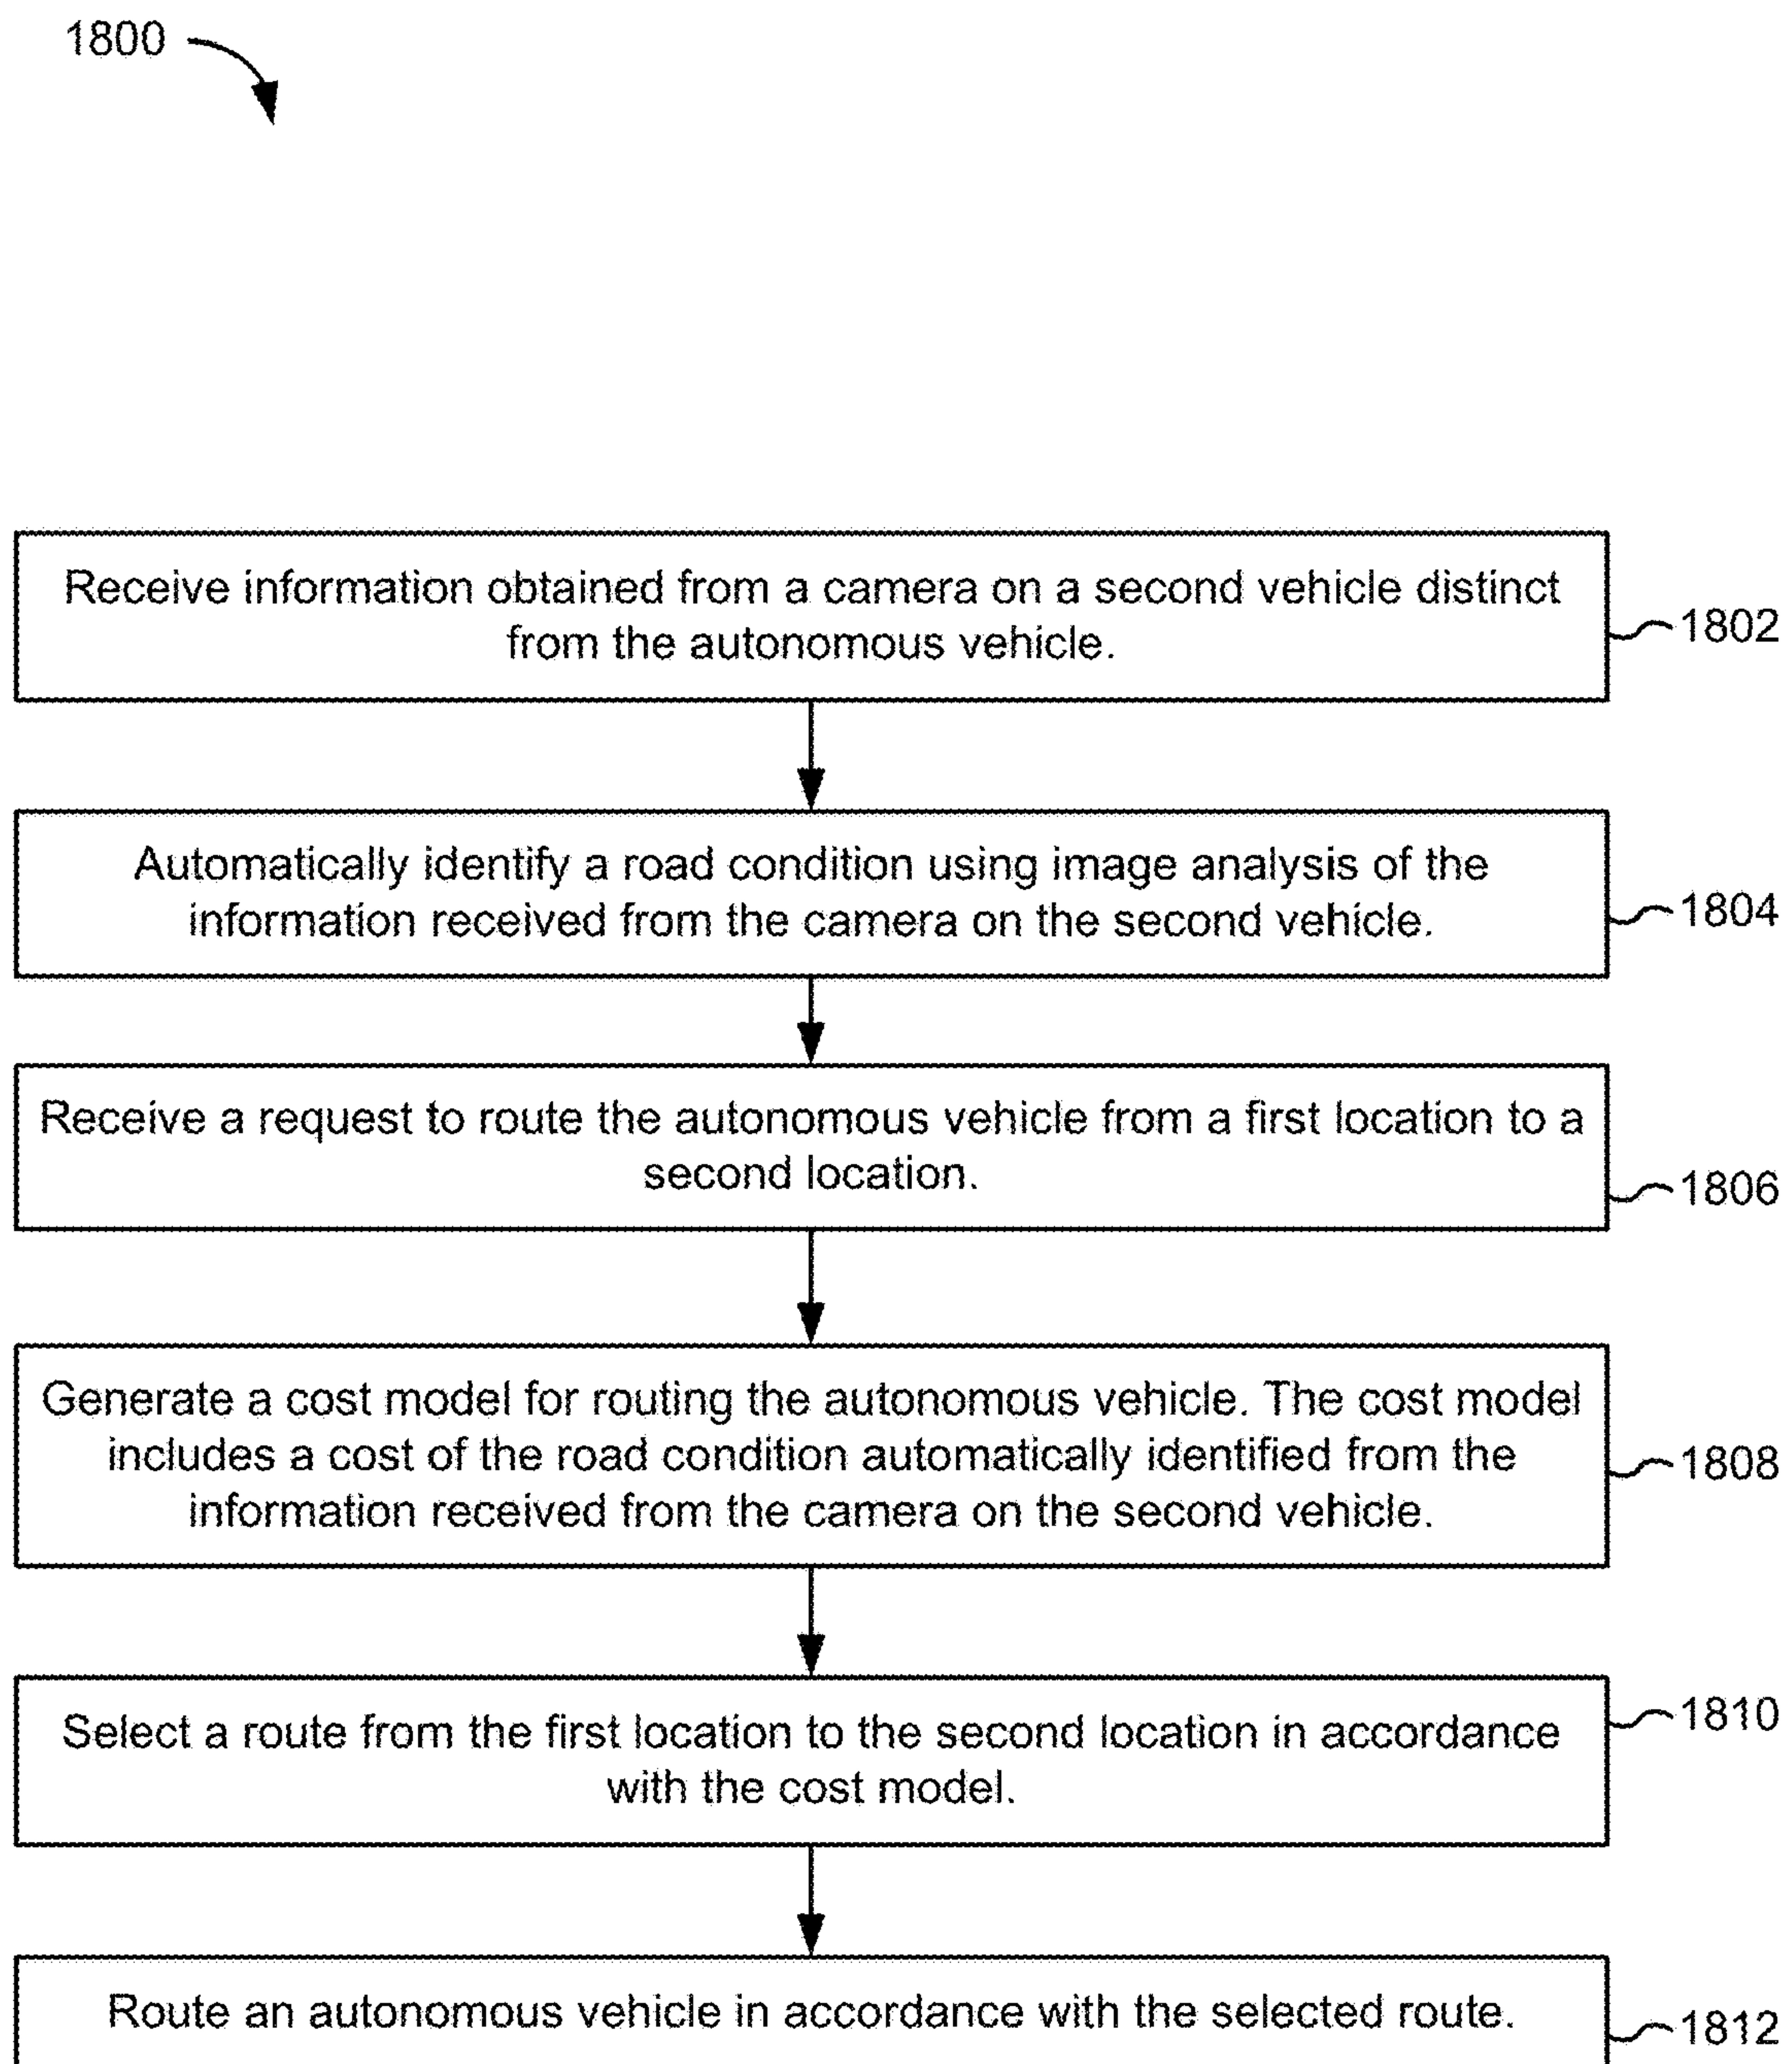 1800
Receive information obtained from a camera on a second vehicle distinct
from the autonomous vehicle.
1802
Automatically identify a road condition using image analysis of the
information received from the camera on the second vehicle.
1804
Receive a request to route the autonomous vehicle from a first location to a
second location.
1806
Generate a cost model for routing the autonomous vehicle. The cost model
includes a cost of the road condition automatically identified from the
information received from the camera on the second vehicle.
1808
Select a route from the first location to the second location in accordance
with the cost model.
1810
Route an autonomous vehicle in accordance with the selected route.
1812